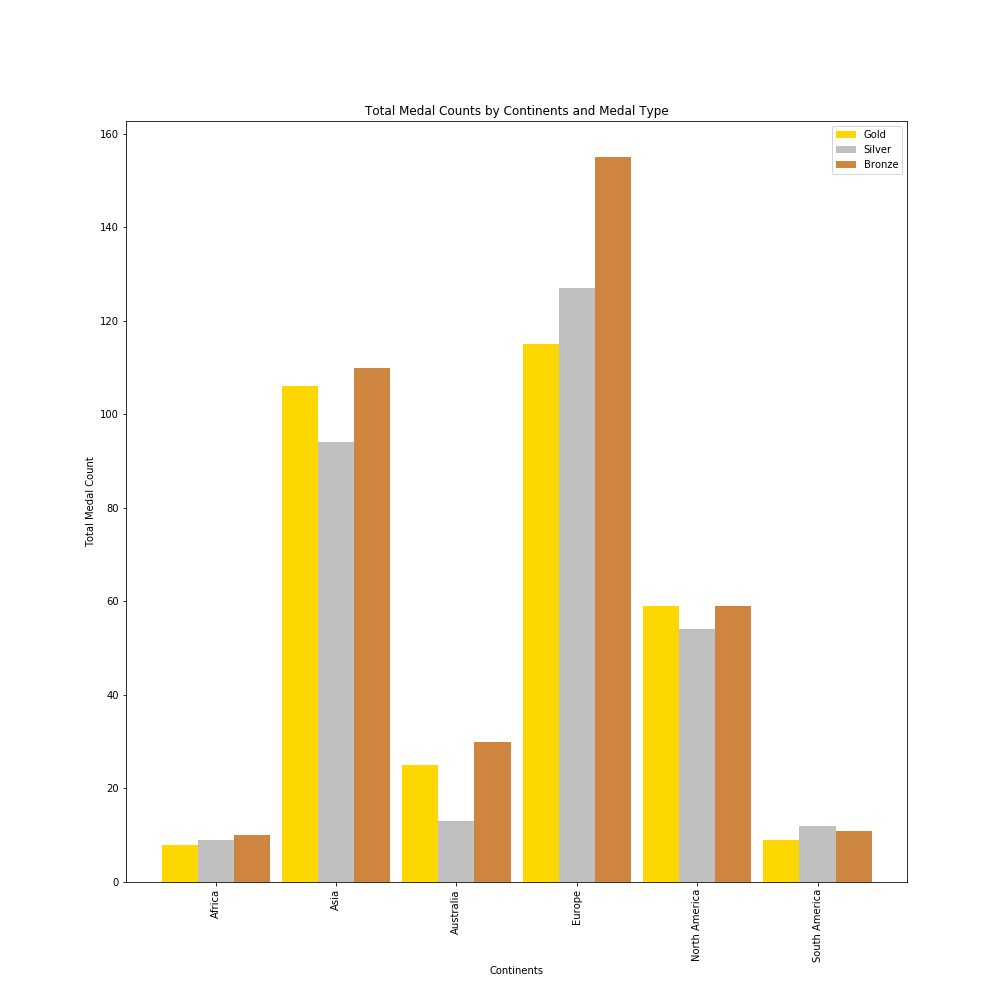 Total Medal Counts by Continents and Medal Type
Gold
Silver
Bronze
160
140
120
100
80
60
40
20
0
Total Medal Count
Africa
Asia
Australia
Europe
North America
South America
Continents